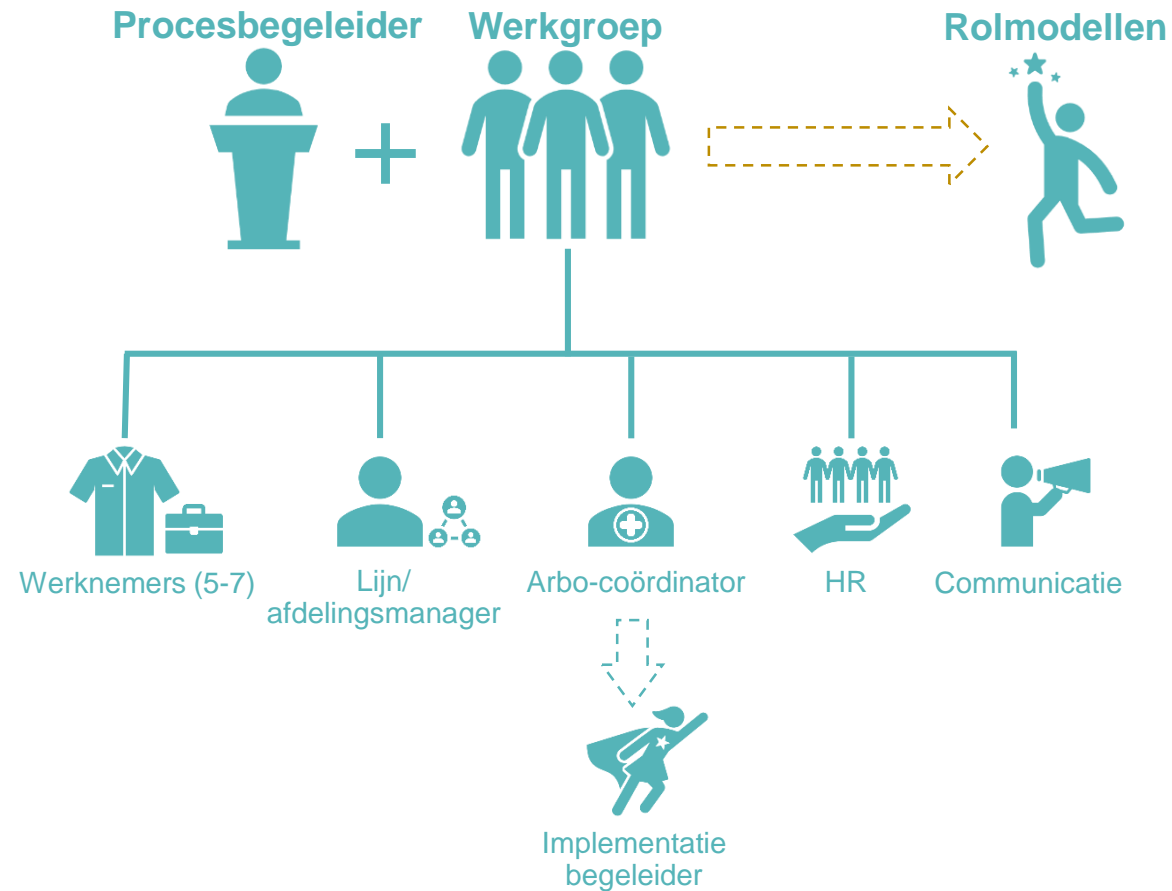 Procesbegeleider
Werkgroep
Rolmodellen
Werknemers (5-7)
Lijn/
afdelingsmanager
Arbo-coördinator
HR
Communicatie
Implementatie
begeleider